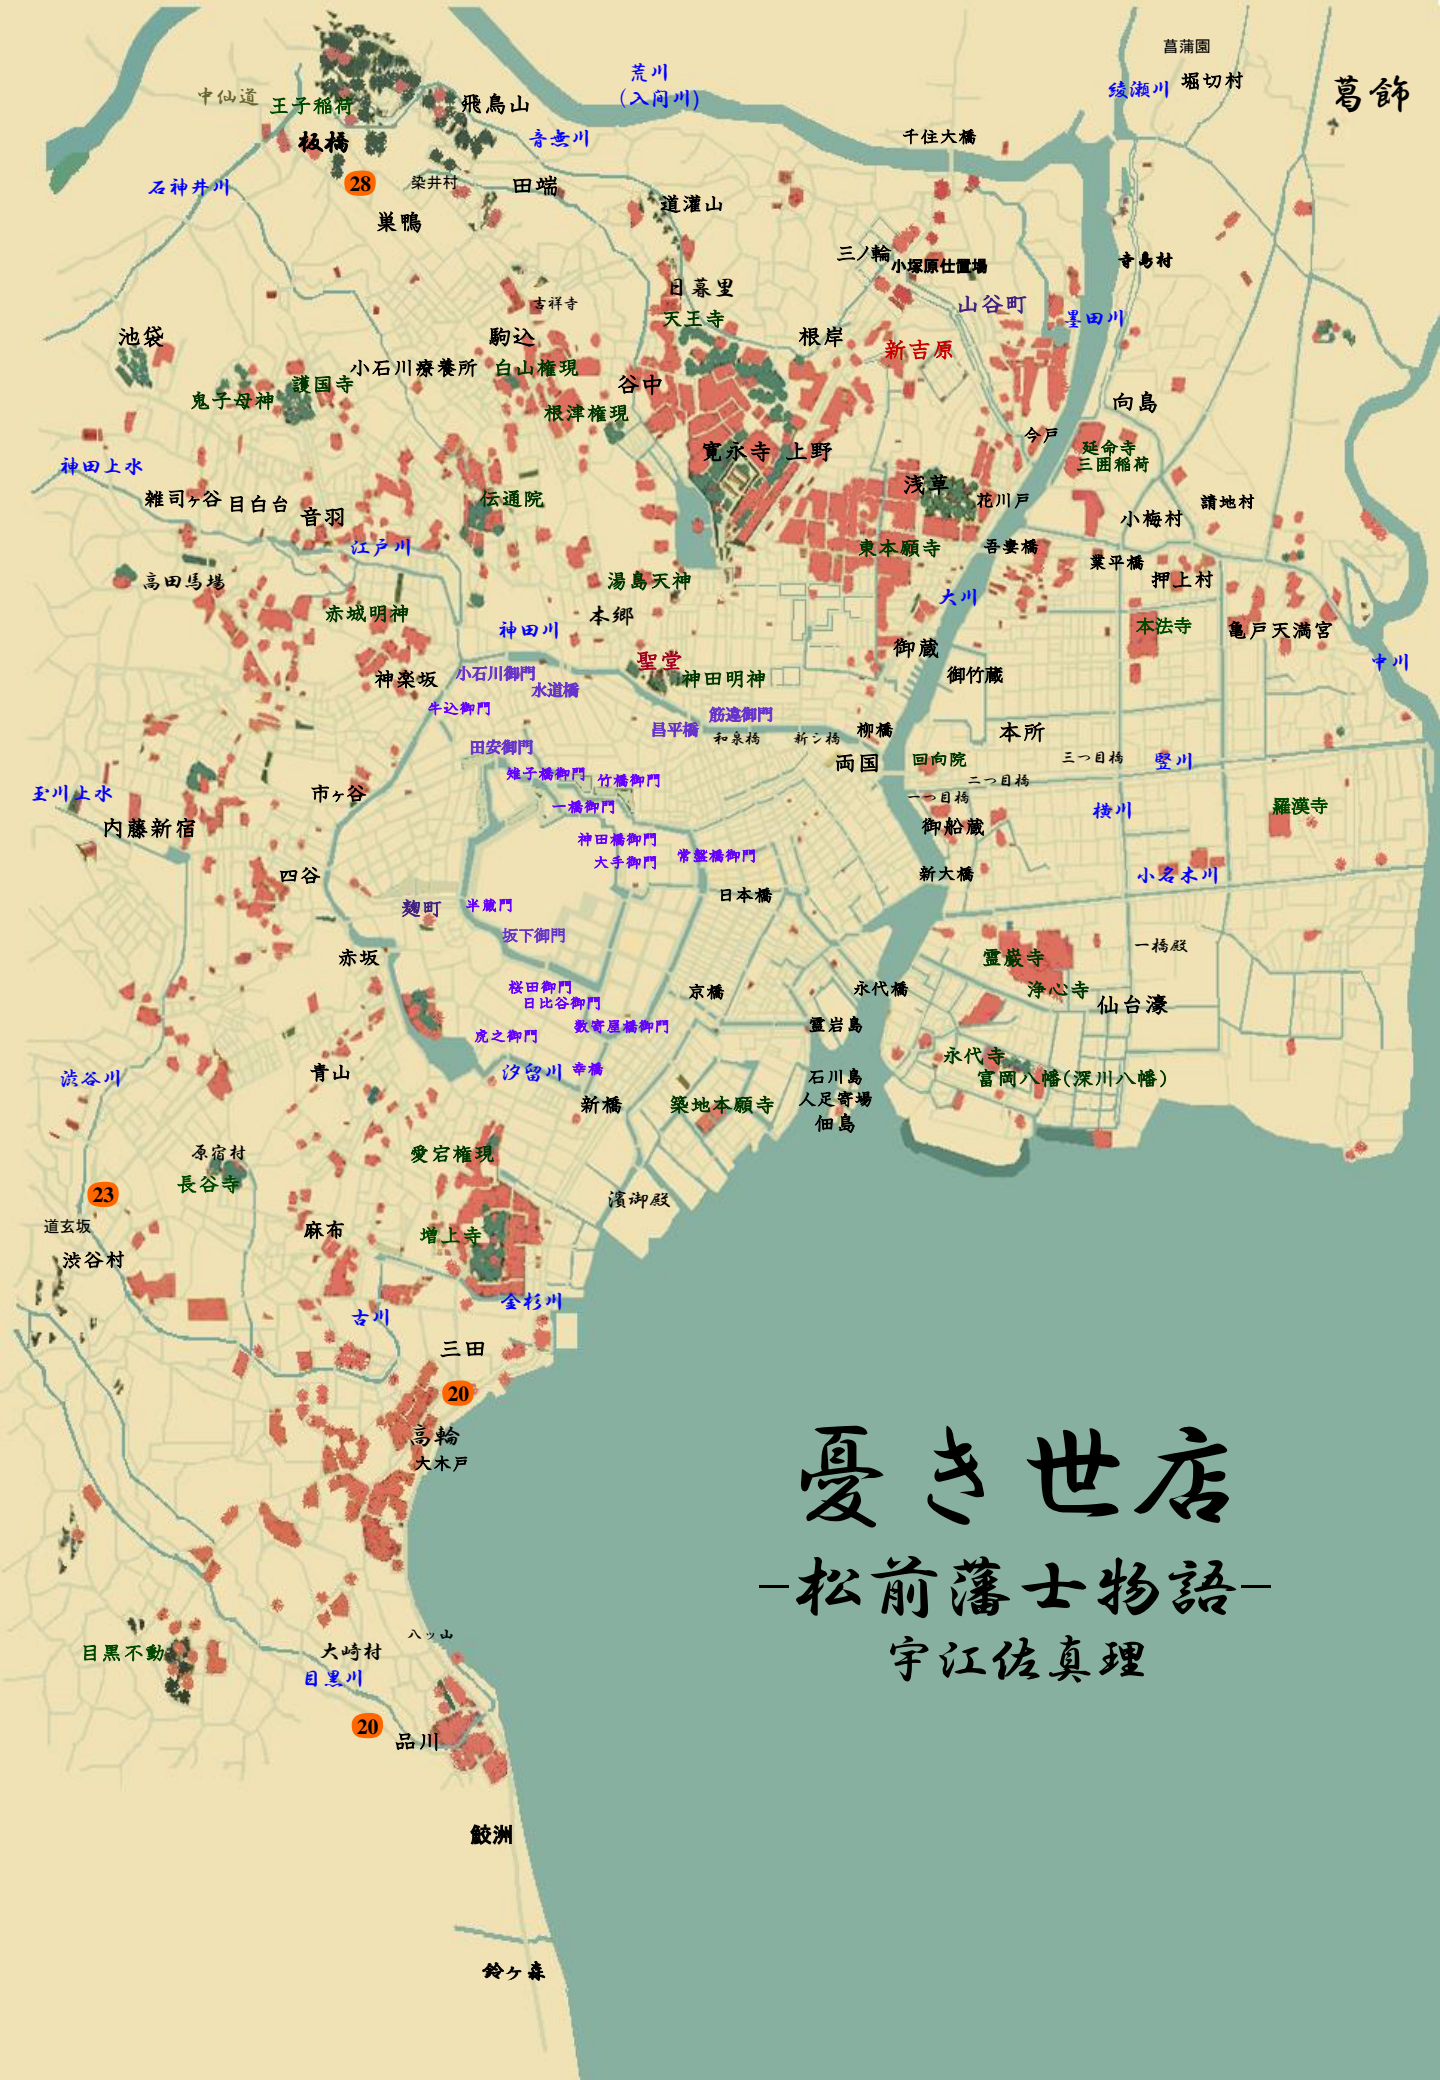 菖蒲園
荒川
(入间川)
綾瀬川
堀切村
葛飾
中仙道
王子稲荷
飛鳥山
板橋
音無川
千住大橋
28
染井村
田端
石神井川
道灌山
巣鴨
三ノ輪
小塚原仕置場
寺島村
日暮里
吉祥寺
山谷町
天王寺
墨田川
池袋
駒込
根岸
新吉原
小石川療養所
白山権現
護国寺
谷中
鬼子母神
根津権現
向島
今戸
延命寺
三囲稲荷
寛永寺
上野
神田上水
浅草
雑司ヶ谷
目白台
伝通院
花川戸
請地村
音羽
小梅村
江戸川
東本願寺
吾妻橋
業平橋
高田馬場
湯島天神
押上村
大川
赤城明神
本郷
神田川
本法寺
亀戸天満宮
聖堂
御蔵
中川
神楽坂
小石川御門
水道橋
神田明神
御竹蔵
牛込御門
昌平橋
筋違御門
和泉橋
新シ橋
柳橋
本所
田安御門
両国
回向院
三つ目橋
竪川
雉子橋御門
竹橋御門
二つ目橋
玉川上水
市ヶ谷
一橋御門
一つ目橋
横川
羅漢寺
内藤新宿
神田橋御門
御船蔵
大手御門
常盤橋御門
四谷
新大橋
小名木川
日本橋
麹町
半蔵門
坂下御門
一橋殿
赤坂
霊巌寺
桜田御門
京橋
永代橋
浄心寺
日比谷御門
仙台濠
数寄屋橋御門
霊岩島
虎之御門
永代寺
渋谷川
青山
汐留川
幸橋
石川島
富岡八幡(深川八幡)
人足寄場
新橋
築地本願寺
佃島
原宿村
愛宕権現
長谷寺
23
濱御殿
道玄坂
麻布
増上寺
渋谷村
金杉川
古川
三田
20
高輪
大木戸
憂き世店
－松前藩士物語－
宇江佐真理
八ッ山
目黒不動
大崎村
目黒川
20
品川
鮫洲
鈴ヶ森